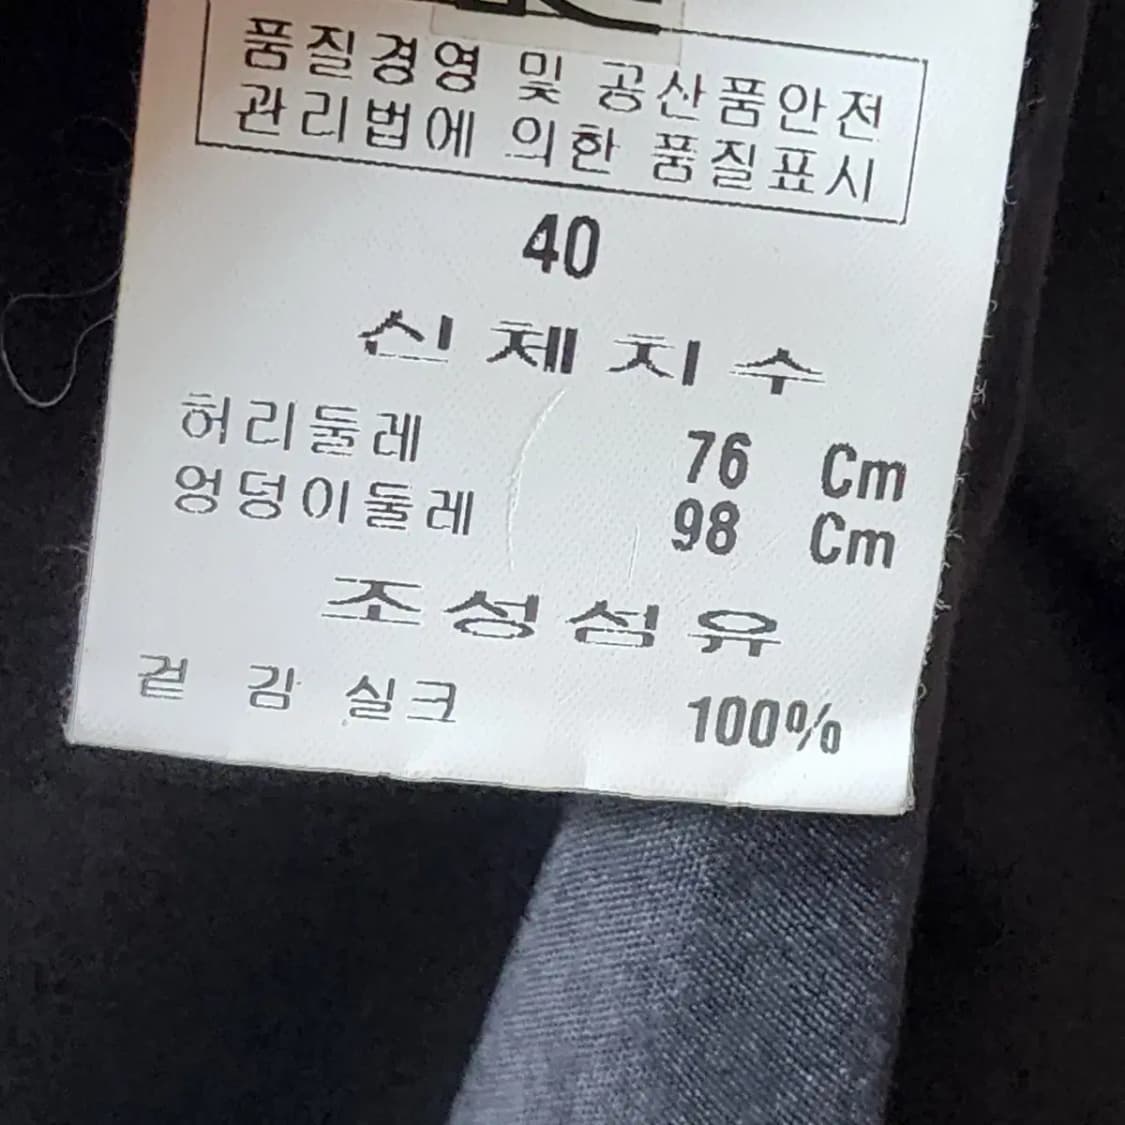 품질경영 및 공산품안전
관리법에 의한 품질표시
40
신체지수
허리둘레 76 Cm
엉덩이둘레 98 Cm
조성섬유
겉 감 실크 100%